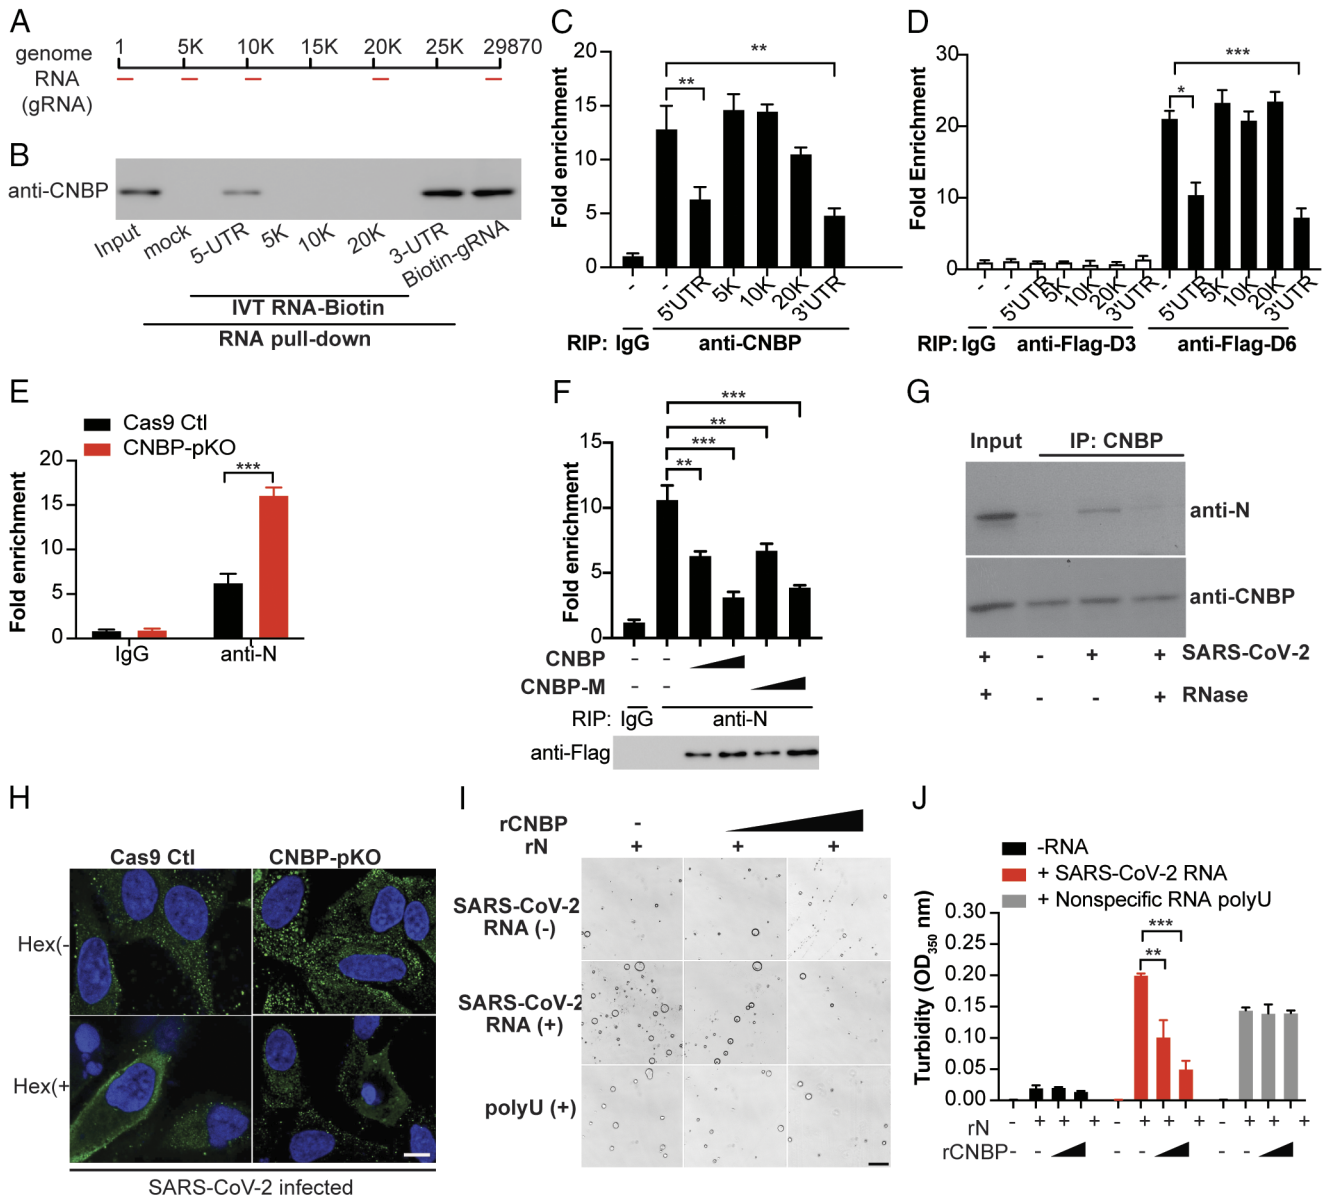 A
genome
RNA
(gRNA)
1 5K 10K 15K 20K 25K 29870
B
anti-CNBP
Input mock 5-UTR 5K 10K 20K 3-UTR Biotin-gRNA
IVT RNA-Biotin
RNA pull-down
C
Fold enrichment
20
15
10
5
0
**
**
- - 5'UTR 5K 10K 20K 3'UTR
RIP: IgG anti-CNBP
D
Fold Enrichment
30
20
10
0
***
*
- - 5'UTR 5K 10K 20K 3'UTR - 5'UTR 5K 10K 20K 3'UTR
RIP: IgG anti-Flag-D3 anti-Flag-D6
E
Cas9 Ctl
CNBP-pKO
Fold enrichment
20
15
10
5
0
***
IgG anti-N
F
Fold enrichment
15
10
5
0
***
**
***
**
CNBP - -
CNBP-M - -
RIP: IgG anti-N
anti-Flag
G
Input IP: CNBP
anti-N
anti-CNBP
+ - + + SARS-CoV-2
+ - - + RNase
H
Cas9 Ctl CNBP-pKO
Hex(-
Hex(+
SARS-CoV-2 infected
I
rCNBP -
rN + + +
SARS-CoV-2
RNA (-)
SARS-CoV-2
RNA (+)
polyU (+)
J
-RNA
+ SARS-CoV-2 RNA
+ Nonspecific RNA polyU
Turbidity (OD350 nm)
0.30
0.25
0.20
0.15
0.10
0.05
0.00
***
**
rN - + + + - + + + - + + +
rCNBP - - - - - -